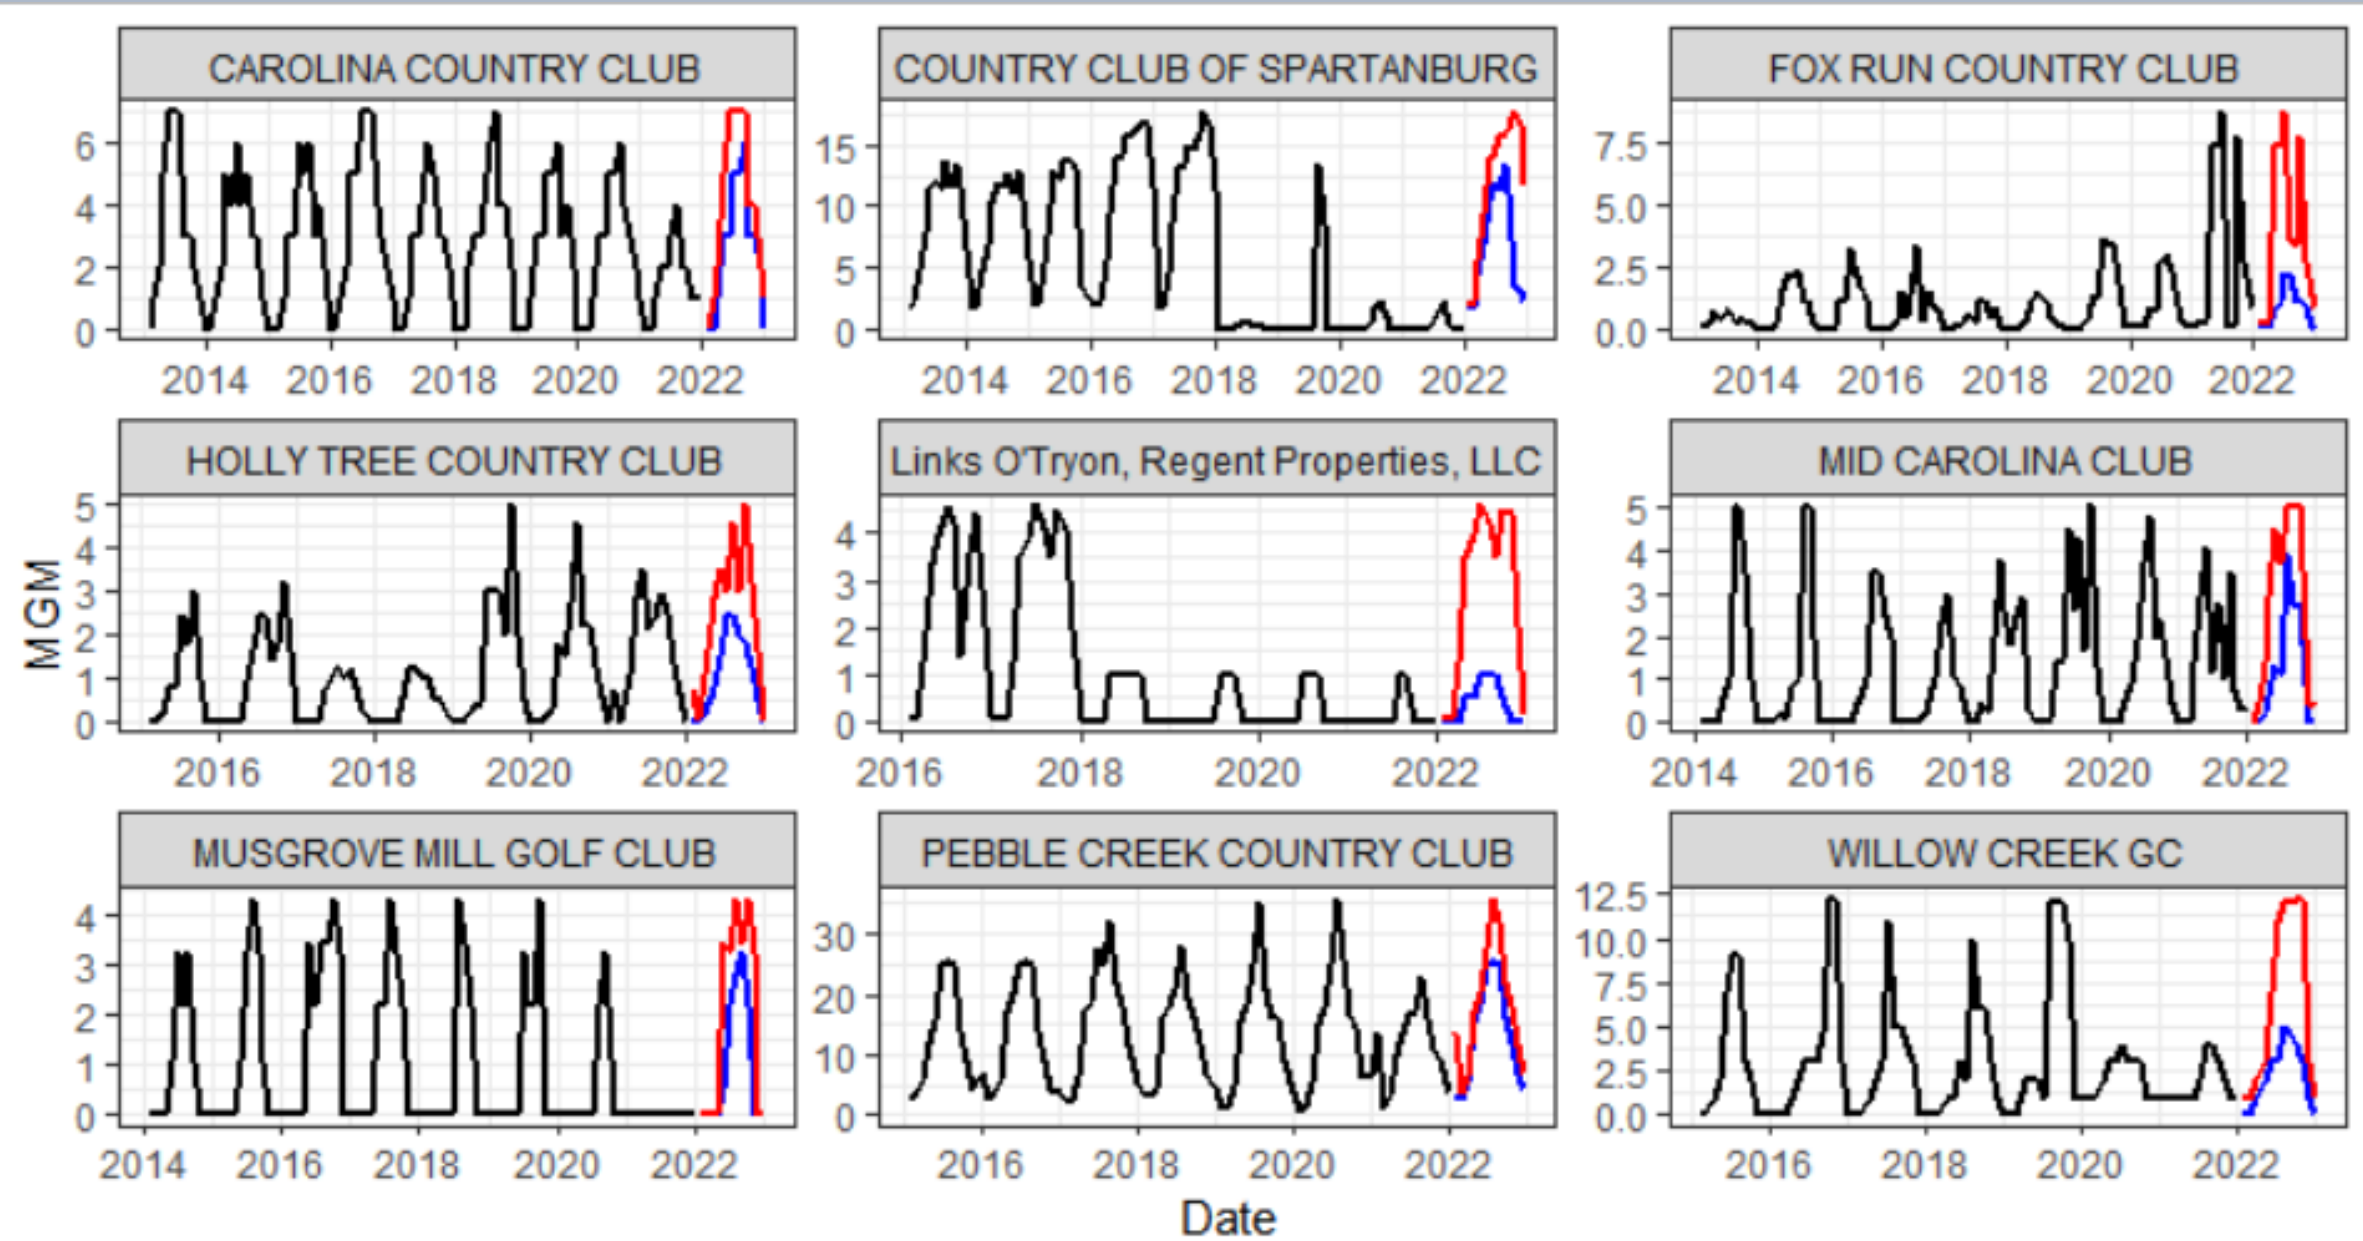 CAROLINA COUNTRY CLUB COUNTRY CLUB OF SPARTANBURG FOX RUN COUNTRY CLUB
6 4 2 0
15 10 5 0
7.5 5.0 2.5 0.0
2014 2016 2018 2020 2022 2014 2016 2018 2020 2022 2014 2016 2018 2020 2022
HOLLY TREE COUNTRY CLUB Links O'Tryon, Regent Properties, LLC MID CAROLINA CLUB
MGM
5 4 3 2 1 0
4 3 2 1 0
5 4 3 2 1 0
2016 2018 2020 2022 2016 2018 2020 2022 2014 2016 2018 2020 2022
MUSGROVE MILL GOLF CLUB PEBBLE CREEK COUNTRY CLUB WILLOW CREEK GC
4 3 2 1 0
30 20 10 0
12.5 10.0 7.5 5.0 2.5 0.0
2014 2016 2018 2020 2022 2016 2018 2020 2022 2016 2018 2020 2022
Date